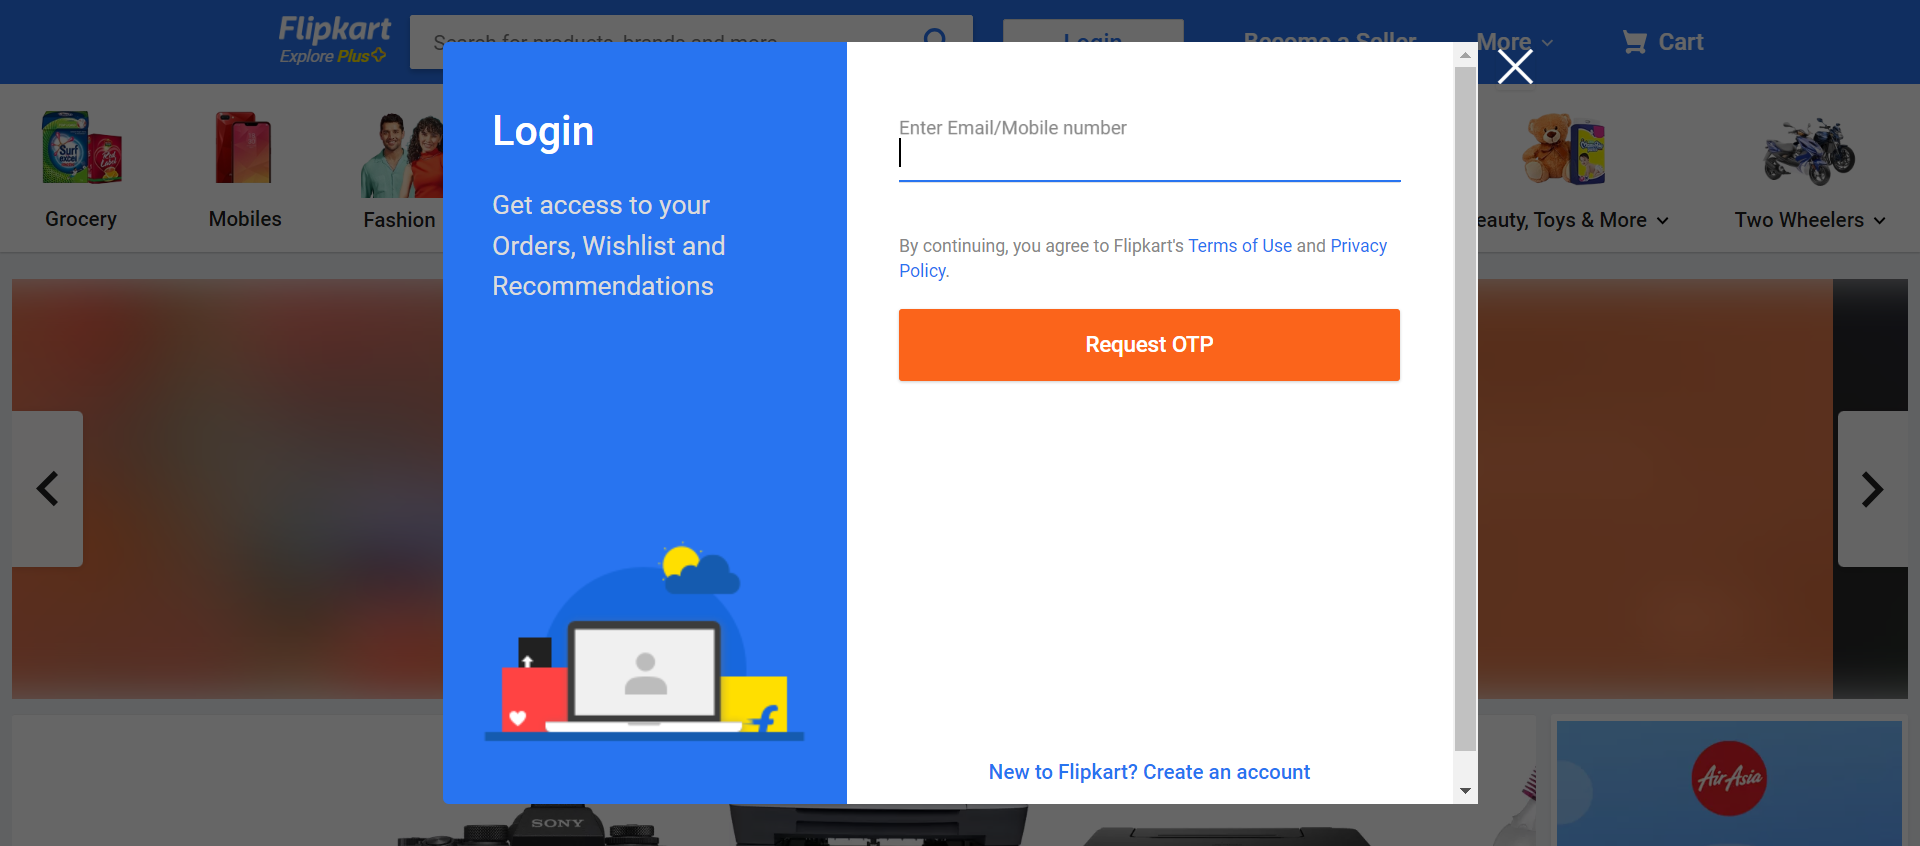 Flipkart
Explore Plus
Search for products, brands and more
Login
Become a Seller
More
Cart
Grocery
Mobiles
Fashion
eauty, Toys & More
Two Wheelers
Surf
excel
Login
Get access to your
Orders, Wishlist and
Recommendations
Enter Email/Mobile number
By continuing, you agree to Flipkart's Terms of Use and Privacy
Policy.
Request OTP
New to Flipkart? Create an account
SONY
AirAsia